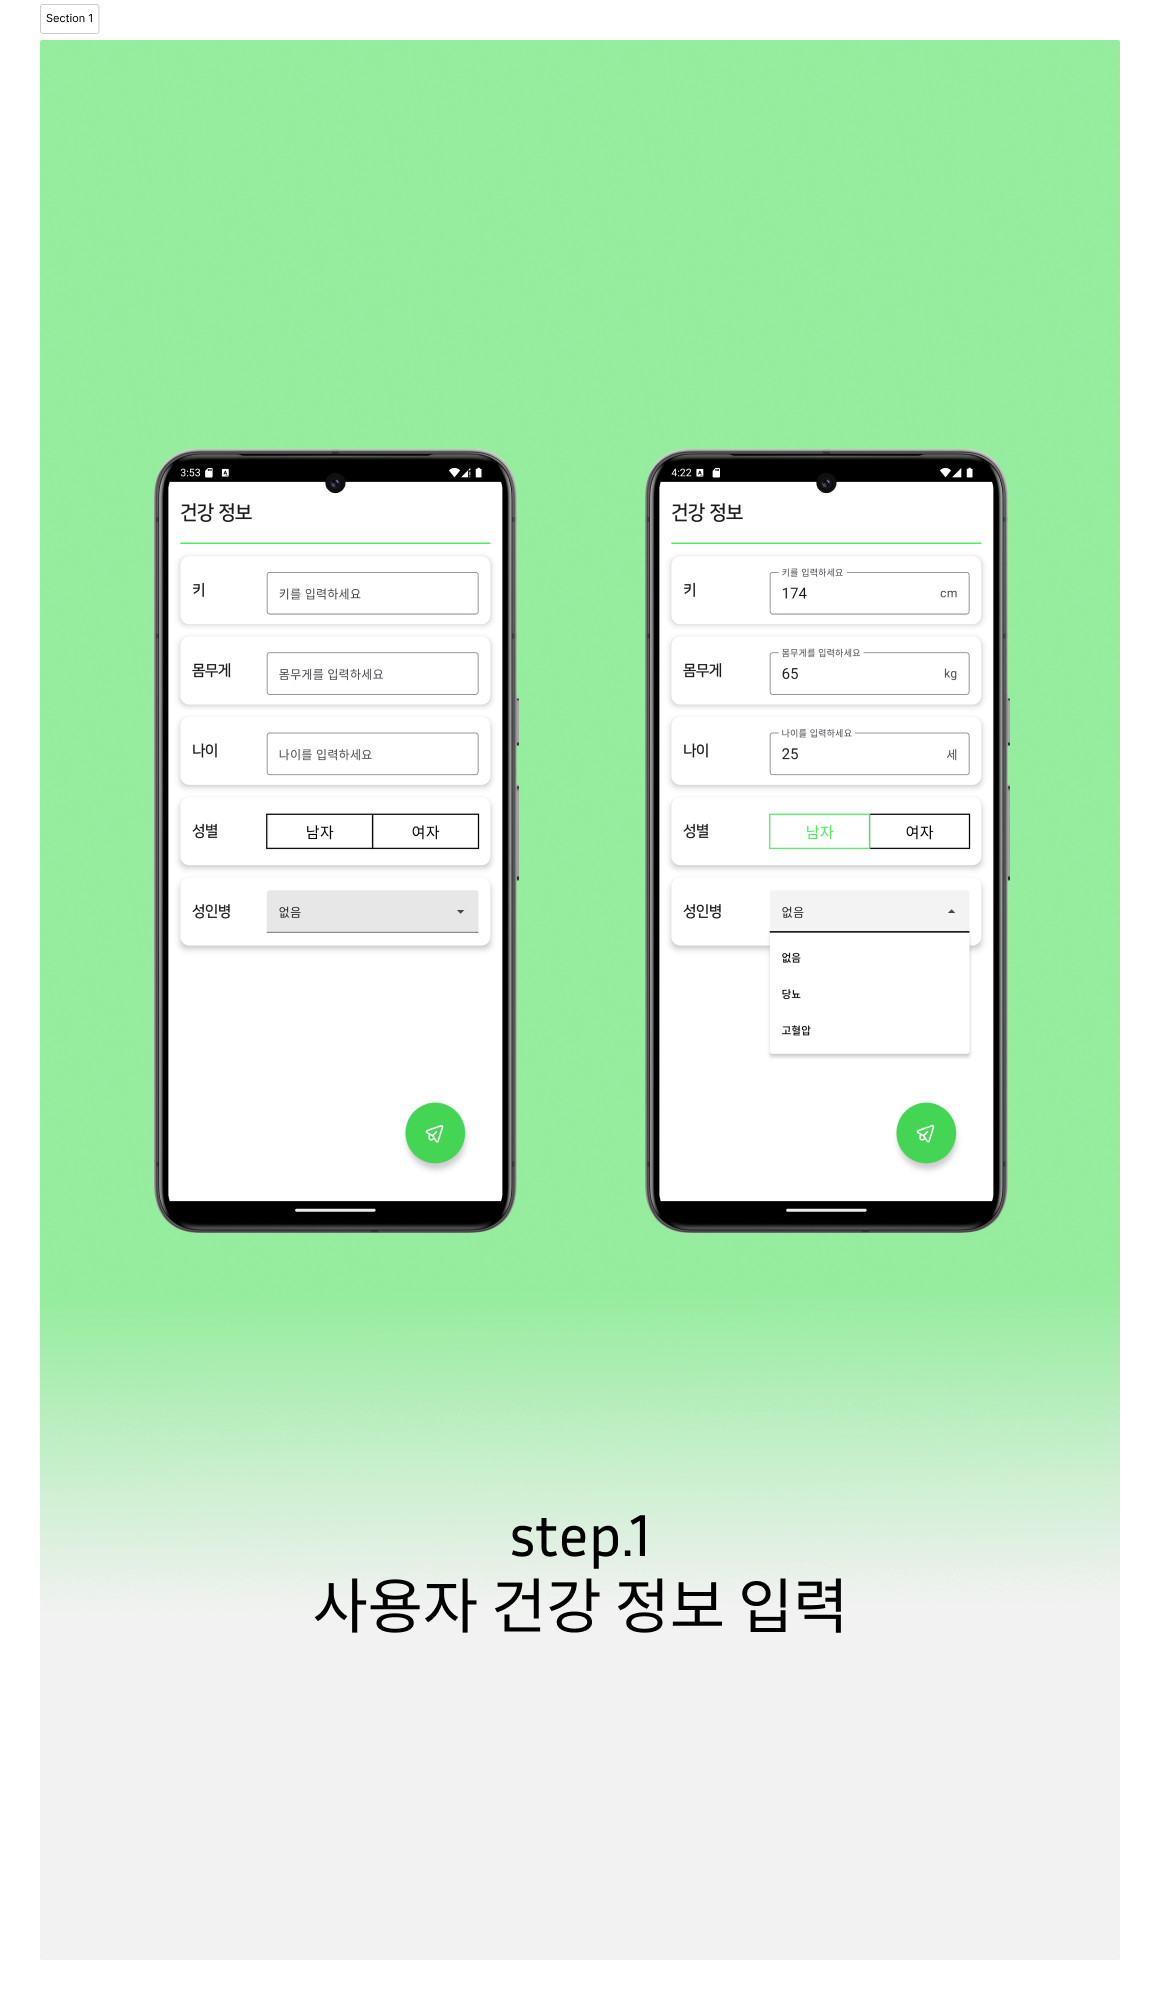 Section 1
3:53
건강 정보
키
키를 입력하세요
몸무게
몸무게를 입력하세요
나이
나이를 입력하세요
성별
남자
여자
성인병
없음
4:22
건강 정보
키
키를 입력하세요
174
cm
몸무게
몸무게를 입력하세요
65
kg
나이
나이를 입력하세요
25
세
성별
남자
여자
성인병
없음
없음
당뇨
고혈압
step.1
사용자 건강 정보 입력